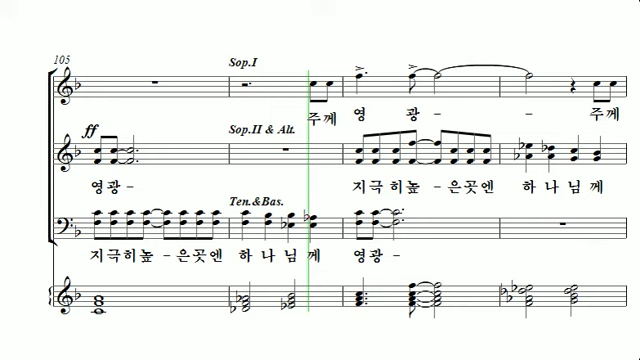 105
Sop.I
주께 영 광 - - 주께
ff
Sop.II & Alt.
영광- 지극히높 -은곳엔 하나님께
Ten.&Bas.
지극히높 -은곳엔 하나님께 영광-